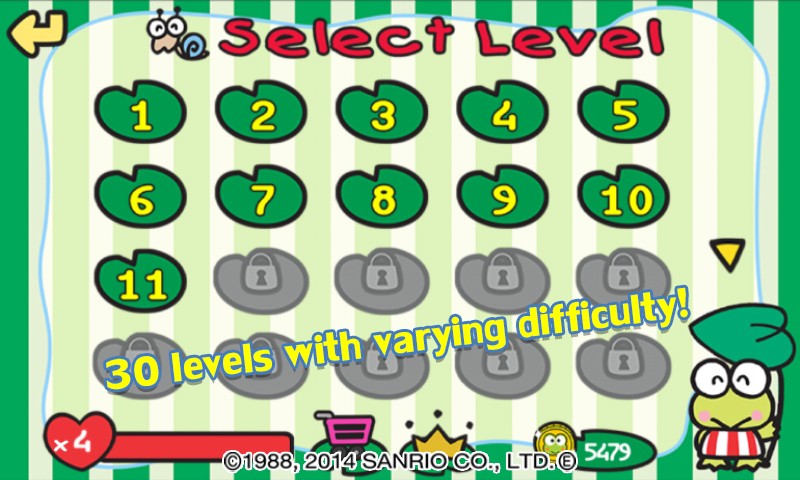 Select Level
1 2 3 4 5
6 7 8 9 10
11
30 levels with varying difficulty!
x4
5479
©1988, 2014 SANRIO CO., LTD.Ⓔ